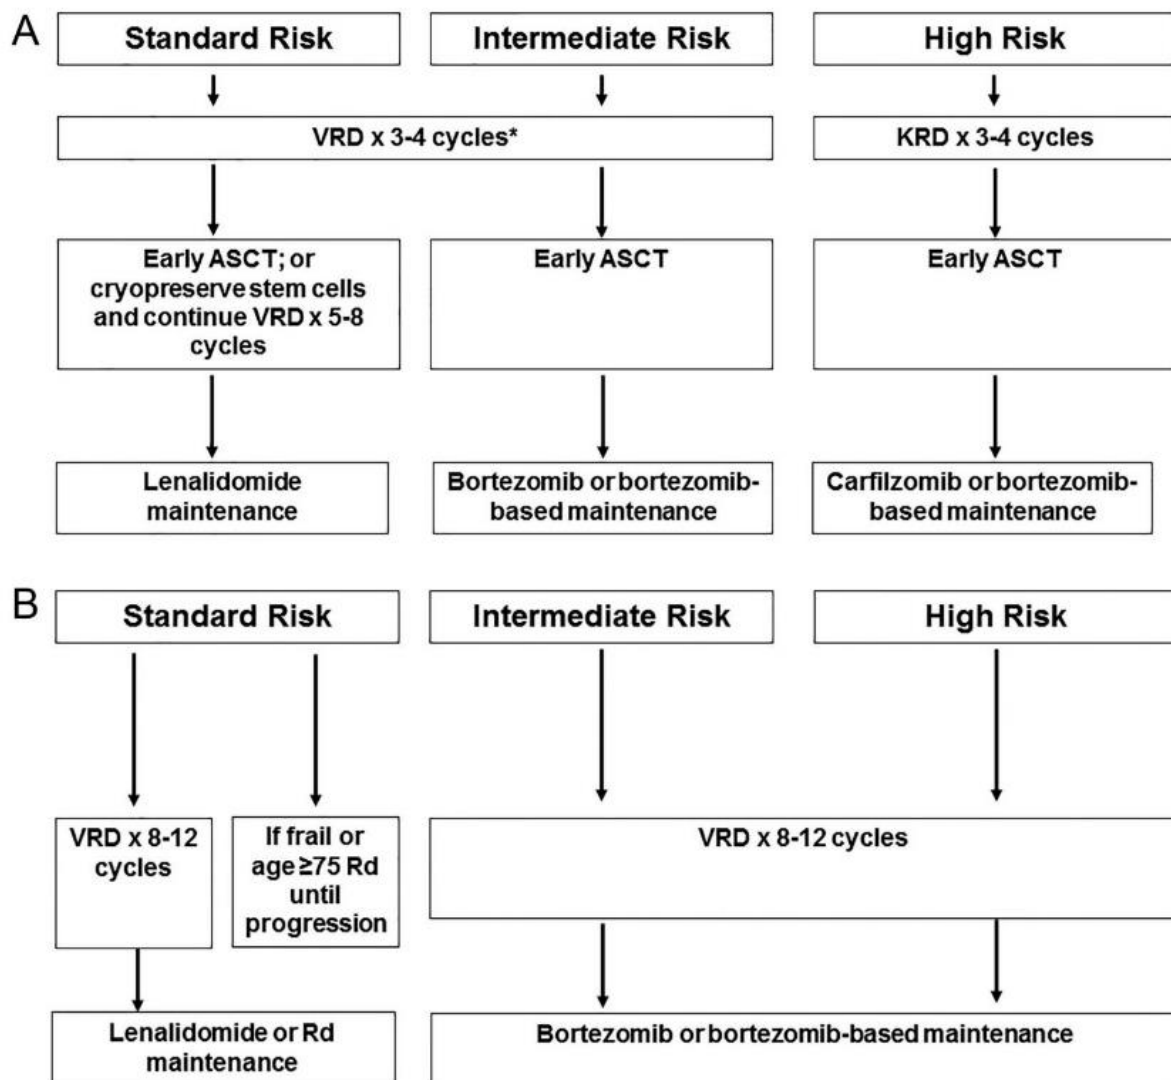 A
Standard Risk
Intermediate Risk
High Risk
VRD x 3-4 cycles*
KRD x 3-4 cycles
Early ASCT; or
cryopreserve stem cells
and continue VRD x 5-8
cycles
Early ASCT
Early ASCT
Lenalidomide
maintenance
Bortezomib or bortezomib-
based maintenance
Carfilzomib or bortezomib-
based maintenance
B
Standard Risk
Intermediate Risk
High Risk
VRD x 8-12
cycles
If frail or
age ≥75 Rd
until
progression
VRD x 8-12 cycles
Lenalidomide or Rd
maintenance
Bortezomib or bortezomib-based maintenance